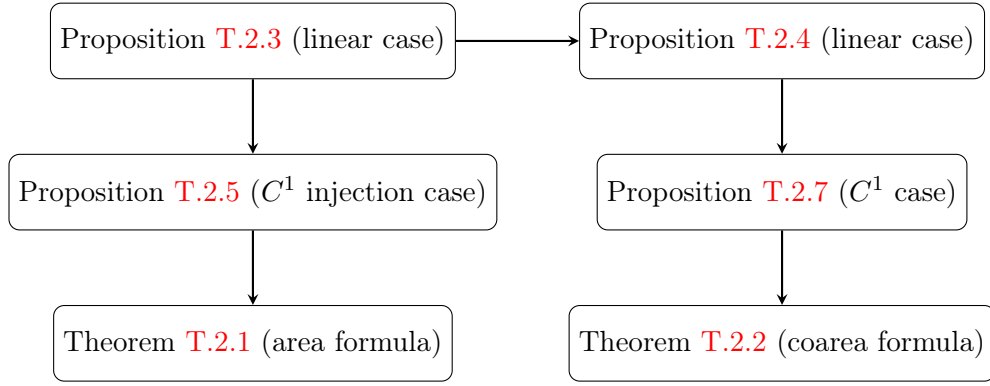 Proposition T.2.3 (linear case)
Proposition T.2.4 (linear case)
Proposition T.2.5 (C¹ injection case)
Proposition T.2.7 (C¹ case)
Theorem T.2.1 (area formula)
Theorem T.2.2 (coarea formula)